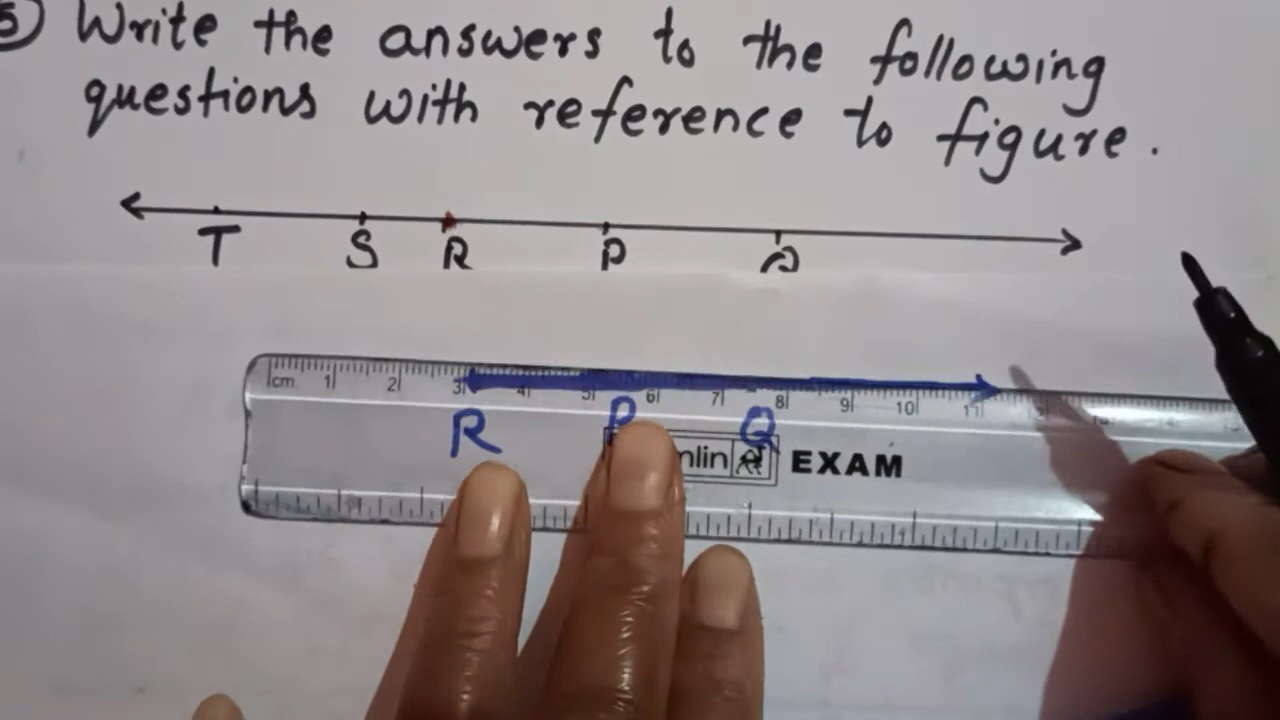 5) Write the answers to the following
questions with reference to figure.
T S R P Q
cm 1 2 3 4 5 6 7 8 9 10 11
R P Q
nlin EXAM